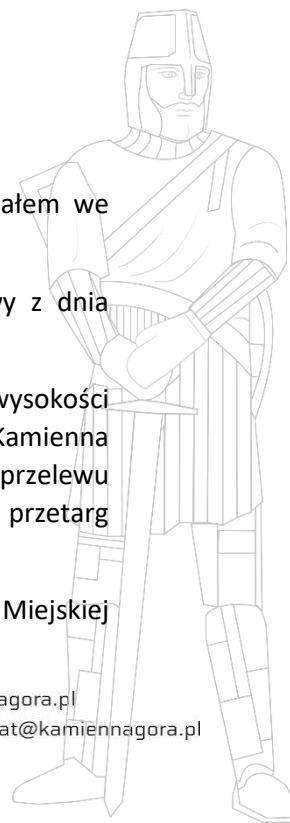 ałem we
y z dnia
wysokości
Kamienna
przelewu
przetarg
Miejskiej
agora.pl
at@kamiennagora.pl